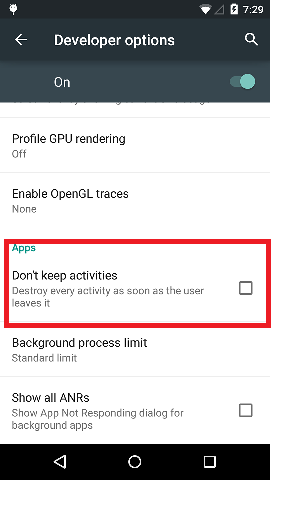 7:29
Developer options
On
Profile GPU rendering
Off
Enable OpenGL traces
None
Apps
Don't keep activities
Destroy every activity as soon as the user
leaves it
Background process limit
Standard limit
Show all ANRs
Show App Not Responding dialog for
background apps